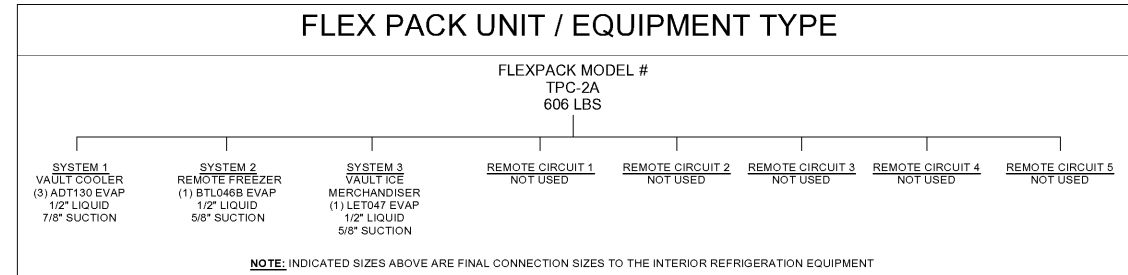 FLEX PACK UNIT / EQUIPMENT TYPE
FLEXPACK MODEL #
TPC-2A
606 LBS
SYSTEM 1
VAULT COOLER
(3) ADT130 EVAP
1/2" LIQUID
7/8" SUCTION
SYSTEM 2
REMOTE FREEZER
(1) BTL046B EVAP
1/2" LIQUID
5/8" SUCTION
SYSTEM 3
VAULT ICE
MERCHANDISER
(1) LET047 EVAP
1/2" LIQUID
5/8" SUCTION
REMOTE CIRCUIT 1
NOT USED
REMOTE CIRCUIT 2
NOT USED
REMOTE CIRCUIT 3
NOT USED
REMOTE CIRCUIT 4
NOT USED
REMOTE CIRCUIT 5
NOT USED
NOTE: INDICATED SIZES ABOVE ARE FINAL CONNECTION SIZES TO THE INTERIOR REFRIGERATION EQUIPMENT